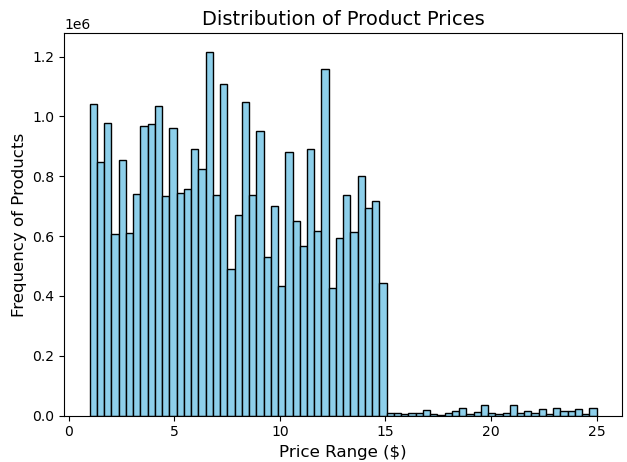 Distribution of Product Prices
1e6
1.2
1.0
0.8
0.6
0.4
0.2
0.0
Frequency of Products
0 5 10 15 20 25
Price Range ($)